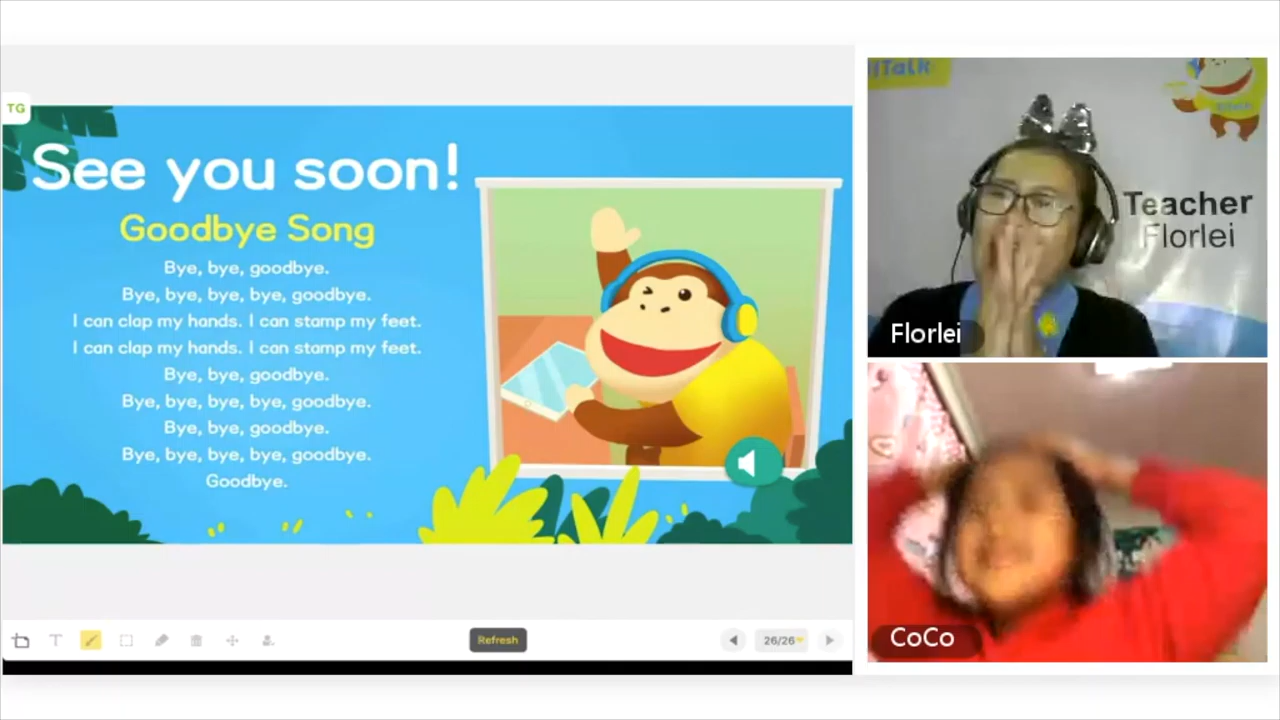 TG
See you soon!
Goodbye Song
Bye, bye, goodbye.
Bye, bye, bye, bye, goodbye.
I can clap my hands. I can stamp my feet.
I can clap my hands. I can stamp my feet.
Bye, bye, goodbye.
Bye, bye, bye, bye, goodbye.
Bye, bye, goodbye.
Bye, bye, bye, bye, goodbye.
Goodbye.
T
Refresh
26/26
Teacher
Florlei
Florlei
CoCo